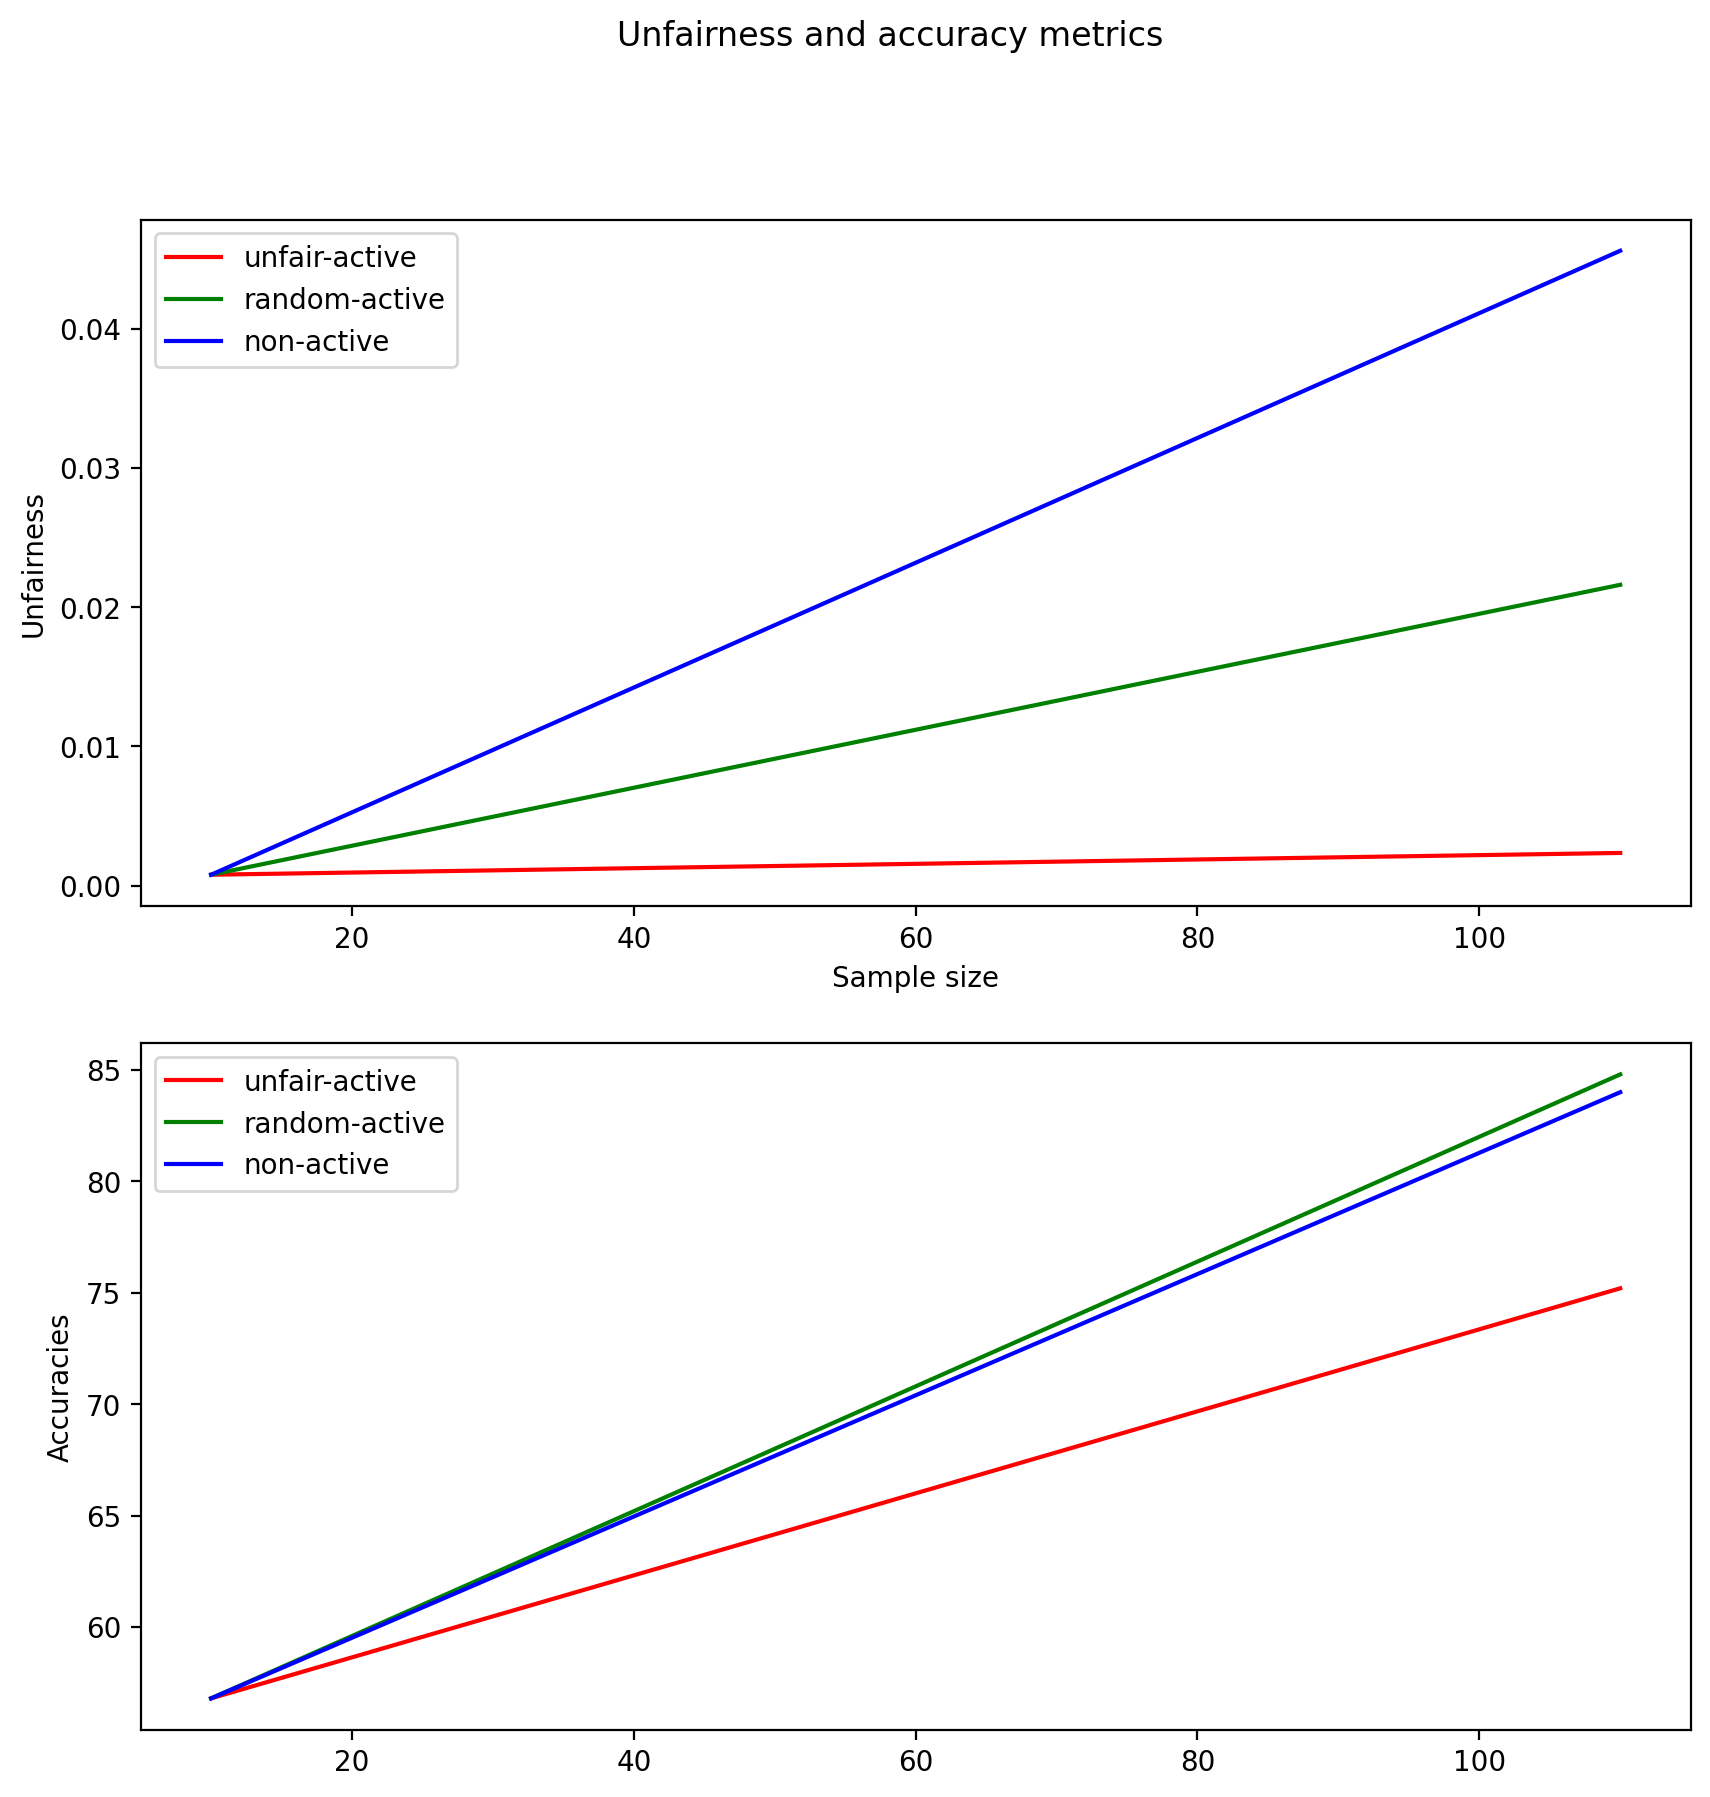 Unfairness and accuracy metrics
unfair-active
random-active
non-active
0.04
0.03
0.02
0.01
0.00
Unfairness
20 40 60 80 100
Sample size
unfair-active
random-active
non-active
85
80
75
70
65
60
Accuracies
20 40 60 80 100